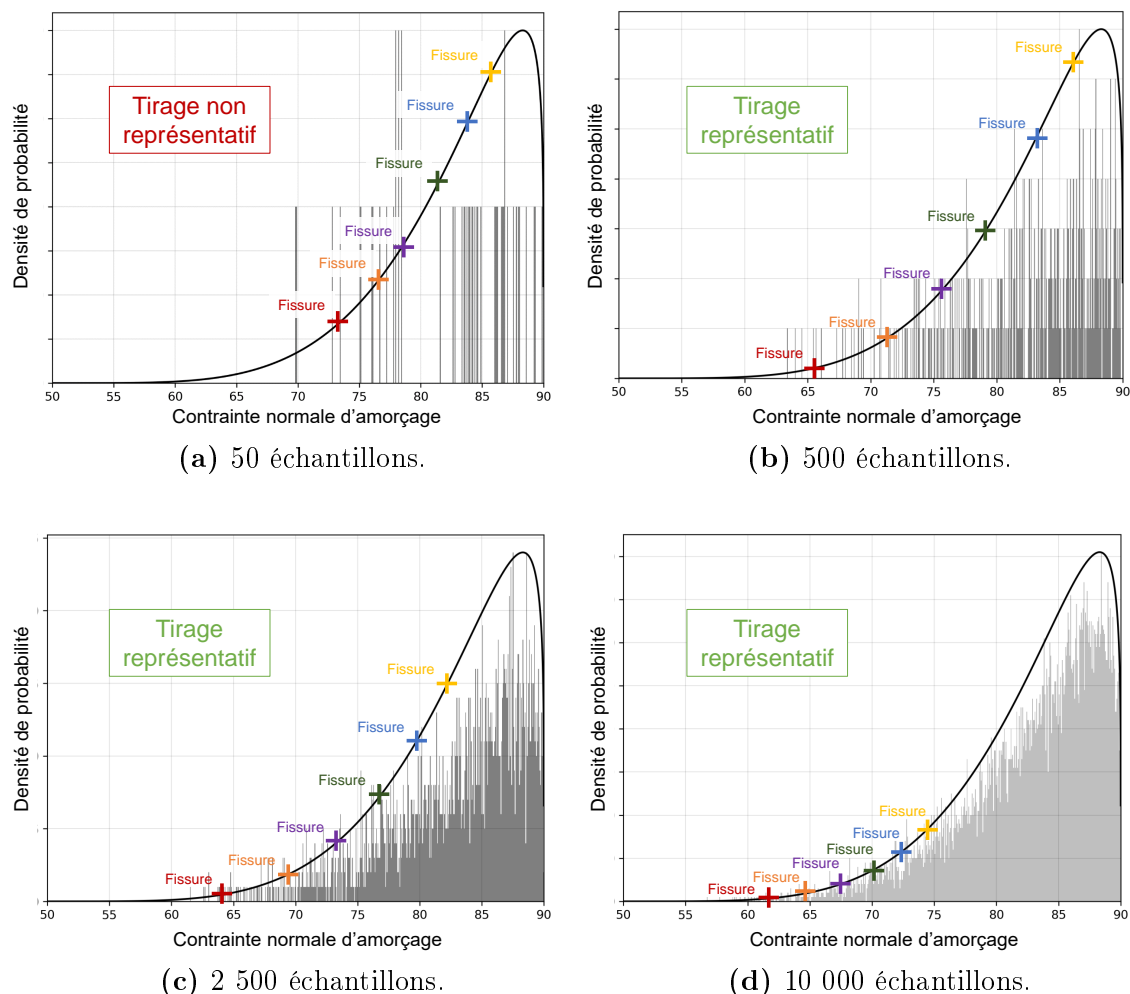 Densité de probabilité
Tirage non
représentatif
Fissure
Fissure
Fissure
Fissure
Fissure
Fissure
50 55 60 65 70 75 80 85 90
Contrainte normale d’amorçage
(a) 50 échantillons.
Densité de probabilité
Tirage
représentatif
Fissure
Fissure
Fissure
Fissure
Fissure
Fissure
50 55 60 65 70 75 80 85 90
Contrainte normale d’amorçage
(b) 500 échantillons.
Densité de probabilité
Tirage
représentatif
Fissure
Fissure
Fissure
Fissure
Fissure
Fissure
50 55 60 65 70 75 80 85 90
Contrainte normale d’amorçage
(c) 2 500 échantillons.
Densité de probabilité
Tirage
représentatif
Fissure
Fissure
Fissure
Fissure
Fissure
Fissure
50 55 60 65 70 75 80 85 90
Contrainte normale d’amorçage
(d) 10 000 échantillons.